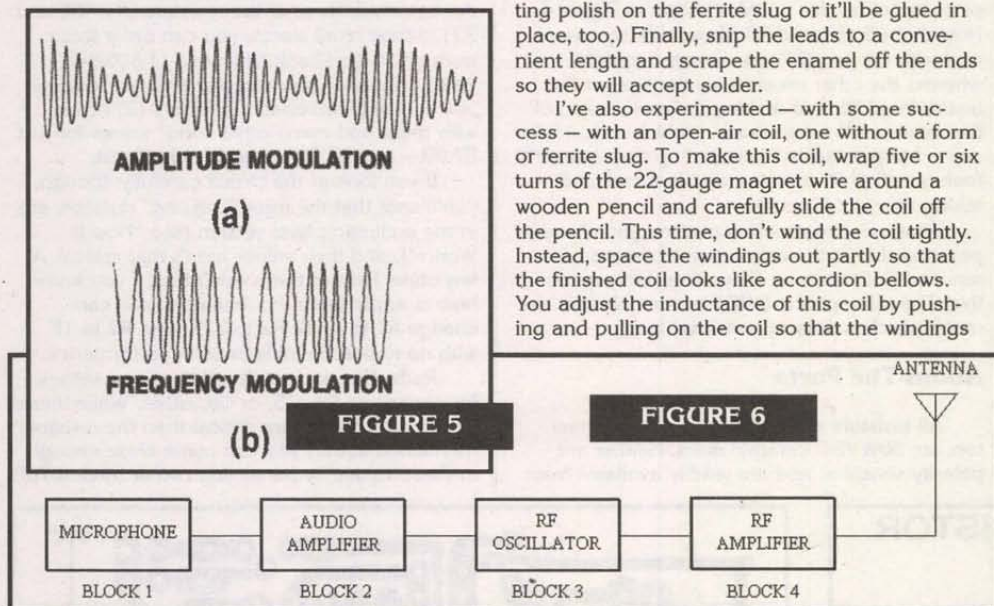 AMPLITUDE MODULATION
(a)
FREQUENCY MODULATION
(b)
FIGURE 5
ting polish on the ferrite slug or it'll be glued in
place, too.) Finally, snip the leads to a conve-
nient length and scrape the enamel off the ends
so they will accept solder.
I've also experimented — with some suc-
cess — with an open-air coil, one without a form
or ferrite slug. To make this coil, wrap five or six
turns of the 22-gauge magnet wire around a
wooden pencil and carefully slide the coil off
the pencil. This time, don't wind the coil tightly.
Instead, space the windings out partly so that
the finished coil looks like accordion bellows.
You adjust the inductance of this coil by push-
ing and pulling on the coil so that the windings
FIGURE 6
ANTENNA
MICROPHONE
BLOCK 1
AUDIO
AMPLIFIER
BLOCK 2
RF
OSCILLATOR
BLOCK 3
RF
AMPLIFIER
BLOCK 4